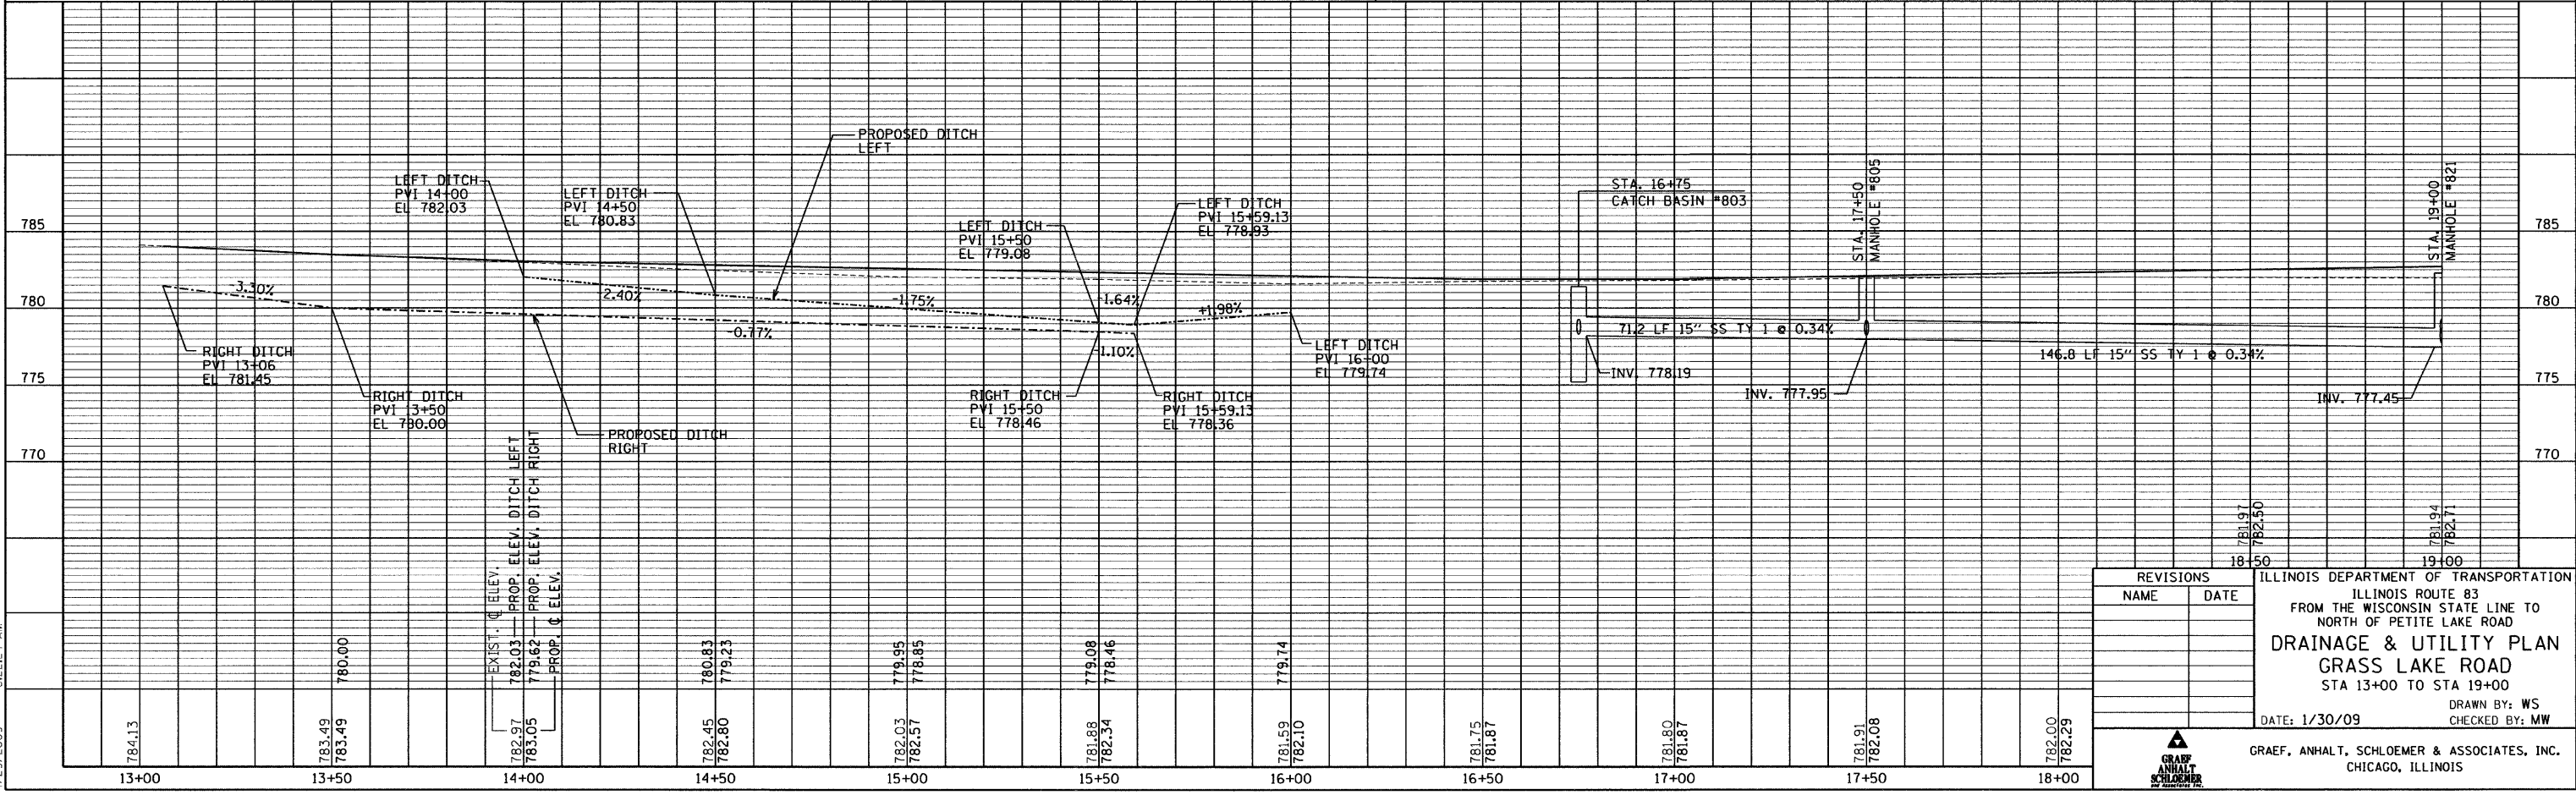 PROPOSED DITCH
LEFT
LEFT DITCH
PVI 14+00
EL 782.03
LEFT DITCH
PVI 14+50
EL 780.83
LEFT DITCH
PVI 15+50
EL 779.08
LEFT DITCH
PVI 15+59.13
EL 778.93
STA. 16+75
CATCH BASIN #803
STA. 17+50
MANHOLE #805
STA. 19+00
MANHOLE #821
785
785
780
780
775
775
770
770
-3.30%
2.40%
-1.75%
-1.64%
+1.98%
-0.77%
-1.10%
71.2 LF 15" SS TY 1 @ 0.34%
146.8 LF 15" SS TY 1 @ 0.34%
RIGHT DITCH
PVI 13+06
EL 781.45
RIGHT DITCH
PVI 13+50
EL 780.00
PROPOSED DITCH
RIGHT
RIGHT DITCH
PVI 15+50
EL 778.46
RIGHT DITCH
PVI 15+59.13
EL 778.36
LEFT DITCH
PVI 16+00
EL 779.74
INV. 778.19
INV. 777.95
INV. 777.45
EXIST. ℄ ELEV.
PROP. ELEV. DITCH LEFT
PROP. ELEV. DITCH RIGHT
PROP. ℄ ELEV.
780.00
782.03
779.62
780.83
779.23
779.95
778.85
779.08
778.46
779.74
784.13
783.49
783.49
782.97
783.05
782.45
782.80
782.03
782.57
781.88
782.34
781.59
782.10
781.75
781.87
781.80
781.87
781.91
782.08
782.00
782.29
781.97
782.50
781.94
782.71
18+50
19+00
13+00
13+50
14+00
14+50
15+00
15+50
16+00
16+50
17+00
17+50
18+00
REVISIONS
NAME DATE
ILLINOIS DEPARTMENT OF TRANSPORTATION
ILLINOIS ROUTE 83
FROM THE WISCONSIN STATE LINE TO
NORTH OF PETITE LAKE ROAD
DRAINAGE & UTILITY PLAN
GRASS LAKE ROAD
STA 13+00 TO STA 19+00
DRAWN BY: WS
DATE: 1/30/09
CHECKED BY: MW
GRAEF
ANHALT
SCHLOEMER
and Associates Inc.
GRAEF, ANHALT, SCHLOEMER & ASSOCIATES, INC.
CHICAGO, ILLINOIS